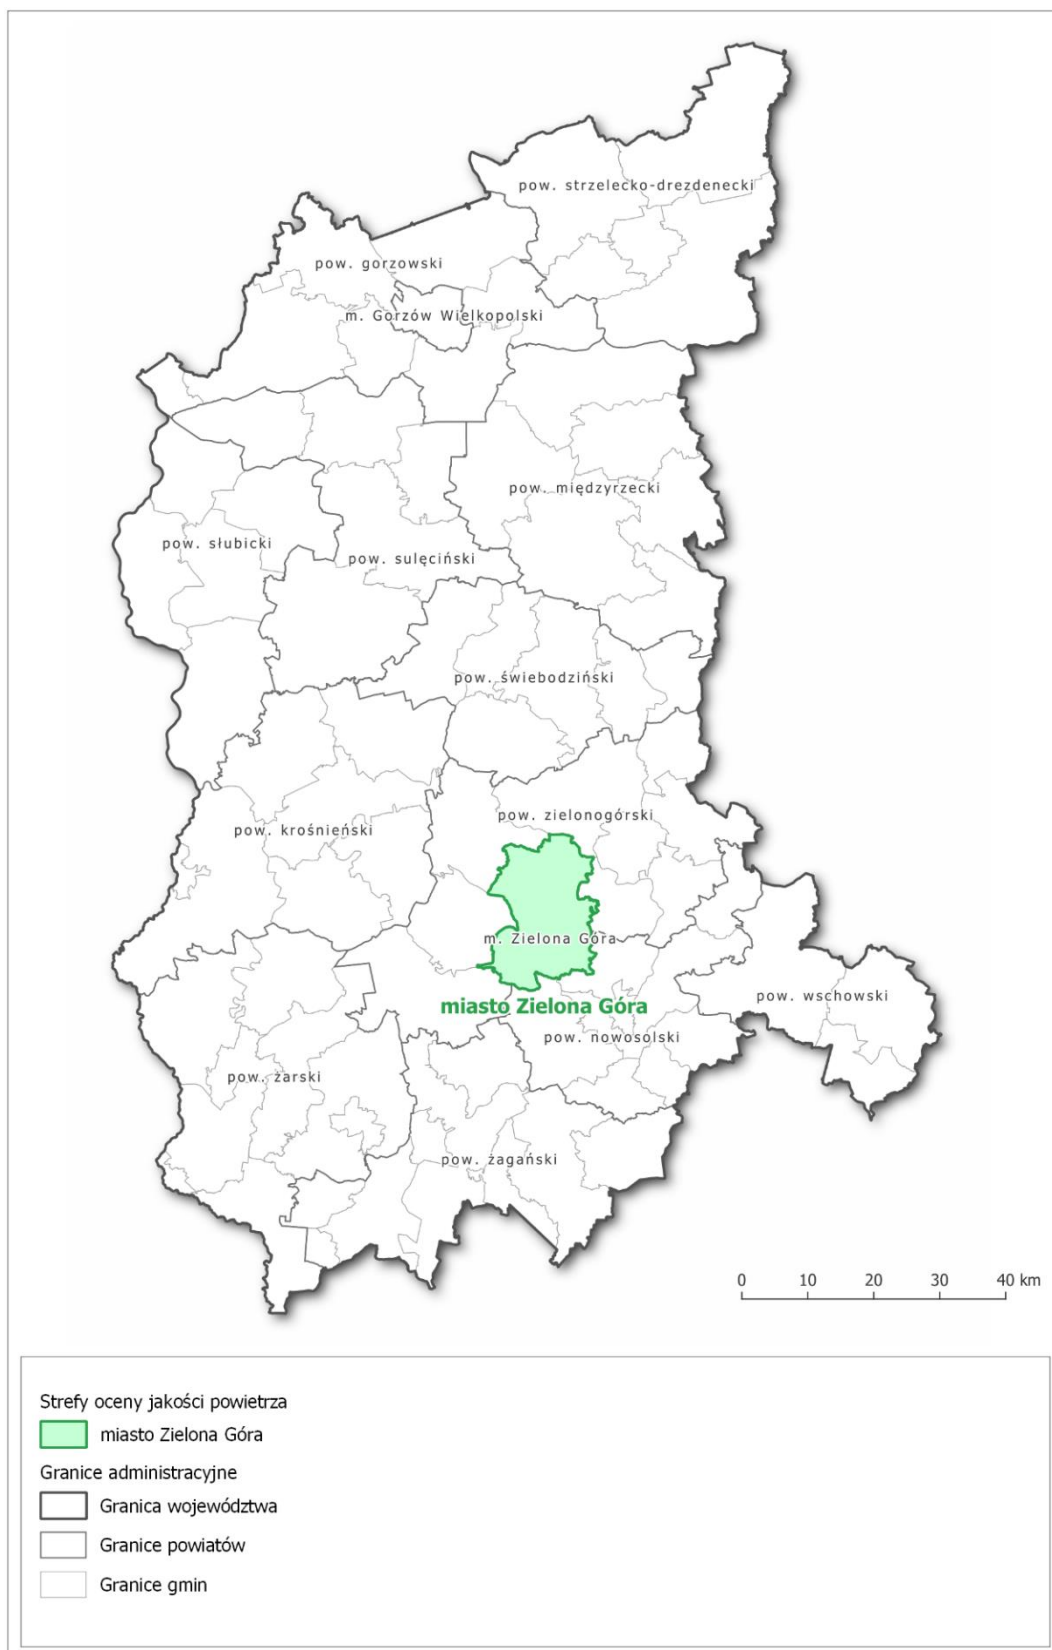 pow. strzelecko-drezdenecki
pow. gorzowski
m. Gorzów Wielkopolski
pow. międzyrzecki
pow. słubicki
pow. sulęciński
pow. świebodziński
pow. zielonogórski
pow. krośnieński
m. Zielona Góra
miasto Zielona Góra
pow. wschowski
pow. nowosolski
pow. żarski
pow. żagański
0 10 20 30 40 km
Strefy oceny jakości powietrza
miasto Zielona Góra
Granice administracyjne
Granica województwa
Granice powiatów
Granice gmin